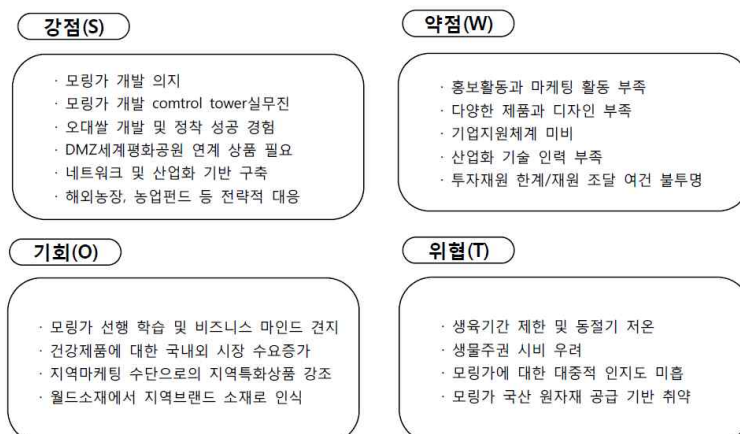 강점(S)
· 모링가 개발 의지
· 모링가 개발 comtrol tower실무진
· 오대쌀 개발 및 정착 성공 경험
· DMZ세계평화공원 연계 상품 필요
· 네트워크 및 산업화 기반 구축
· 해외농장, 농업펀드 등 전략적 대응
약점(W)
· 홍보활동과 마케팅 활동 부족
· 다양한 제품과 디자인 부족
· 기업지원체계 미비
· 산업화 기술 인력 부족
· 투자재원 한계/재원 조달 여건 불투명
기회(O)
· 모링가 선행 학습 및 비즈니스 마인드 견지
· 건강제품에 대한 국내외 시장 수요증가
· 지역마케팅 수단으로의 지역특화상품 강조
· 월드소재에서 지역브랜드 소재로 인식
위협(T)
· 생육기간 제한 및 동절기 저온
· 생물주권 시비 우려
· 모링가에 대한 대중적 인지도 미흡
· 모링가 국산 원자재 공급 기반 취약